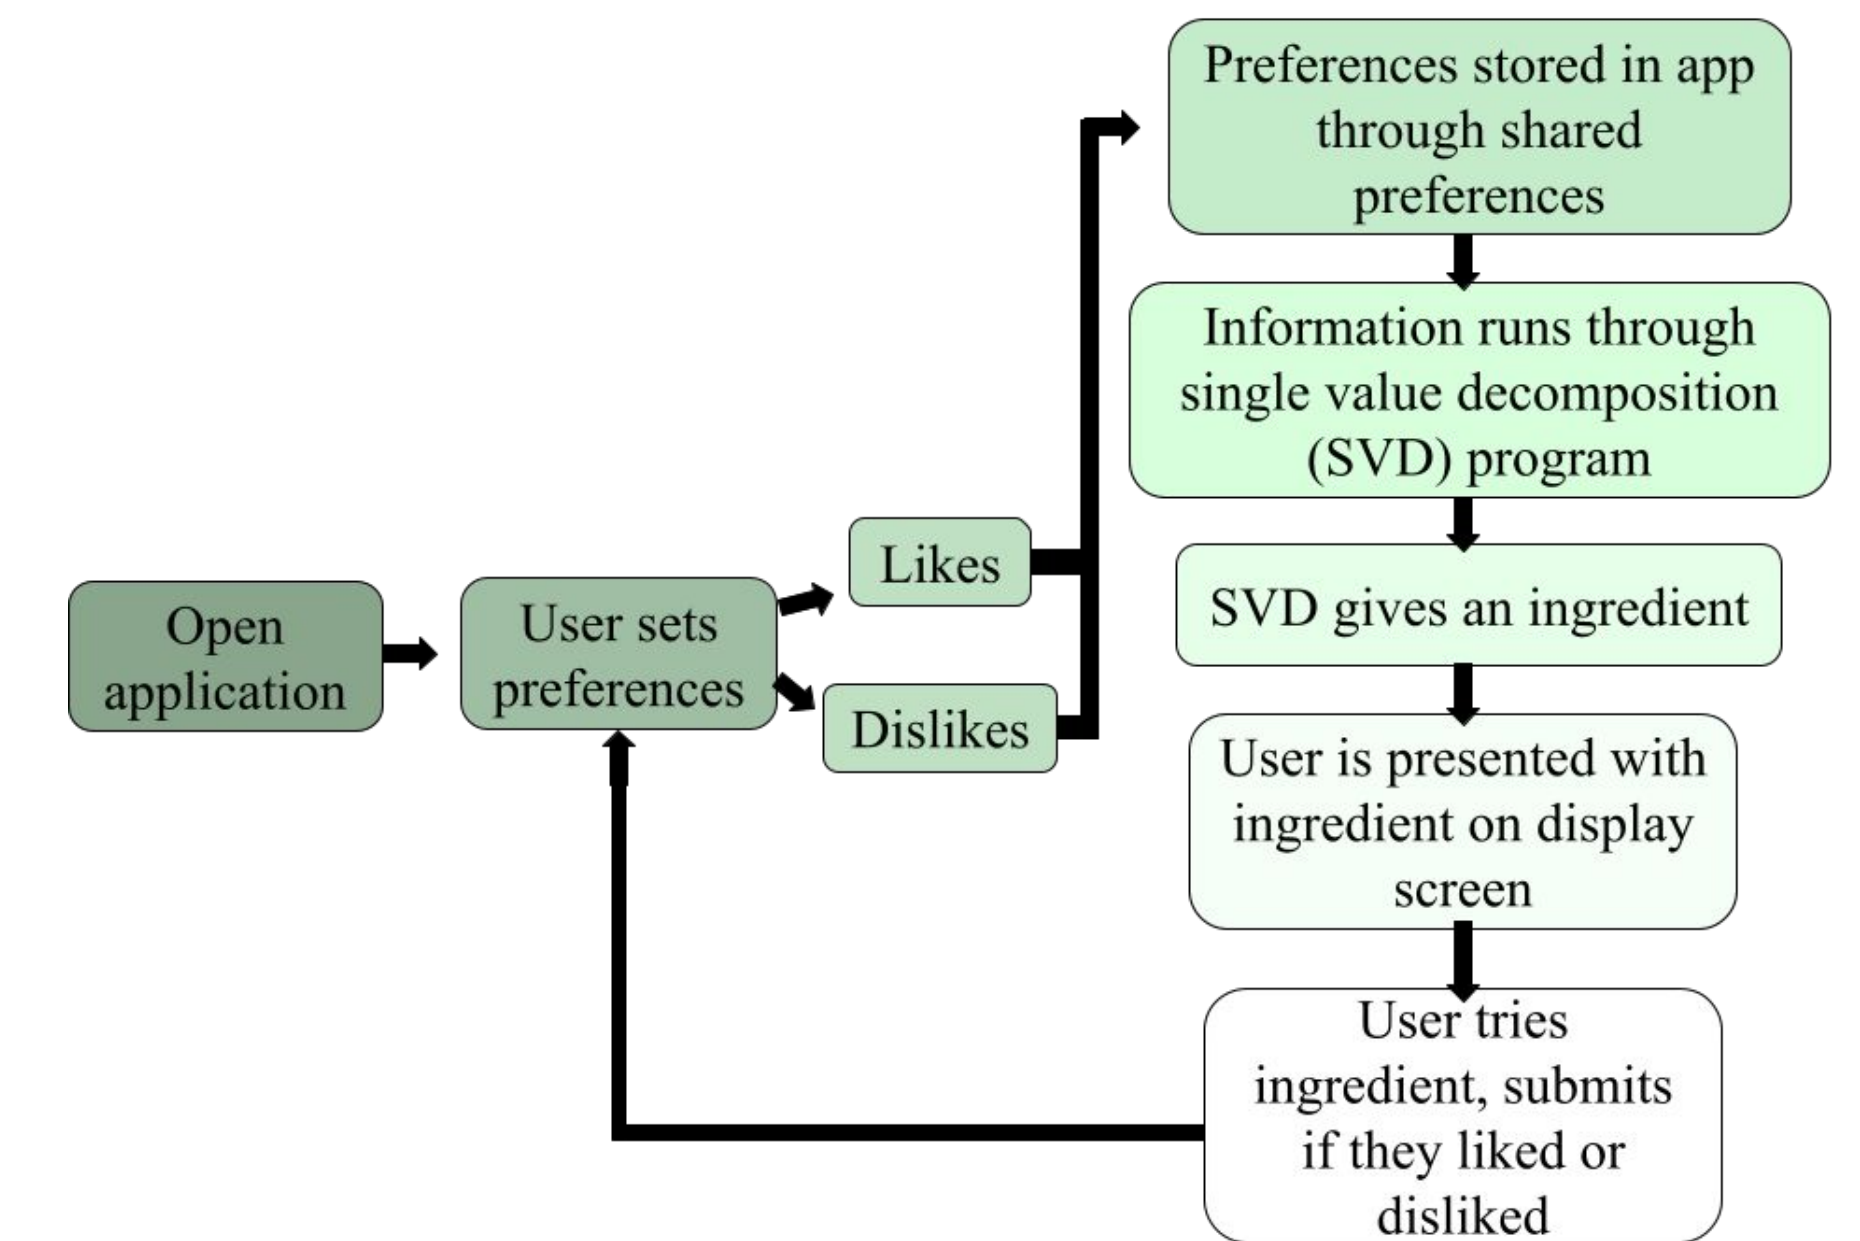 Open
application
User sets
preferences
Likes
Dislikes
Preferences stored in app
through shared
preferences
Information runs through
single value decomposition
(SVD) program
SVD gives an ingredient
User is presented with
ingredient on display
screen
User tries
ingredient, submits
if they liked or
disliked